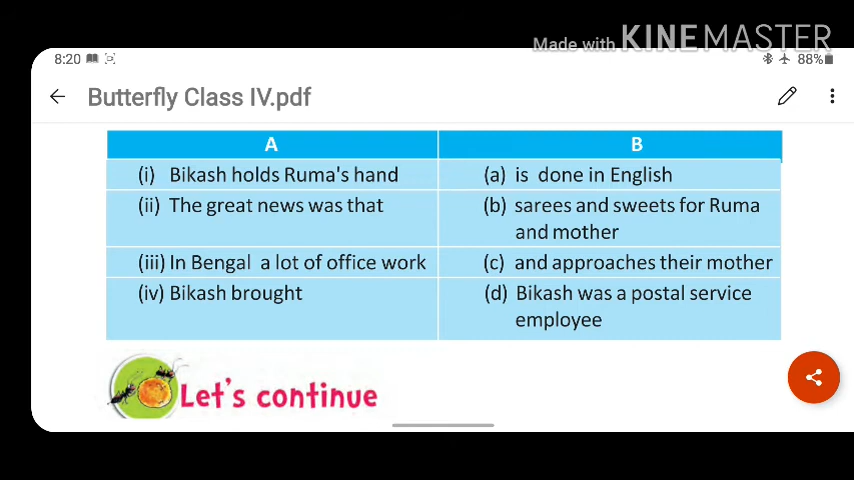 Made with KINEMASTER
8:20 88%
Butterfly Class IV.pdf
A B
(i) Bikash holds Ruma's hand (a) is done in English
(ii) The great news was that (b) sarees and sweets for Ruma
and mother
(iii) In Bengal a lot of office work (c) and approaches their mother
(iv) Bikash brought (d) Bikash was a postal service
employee
Let's continue